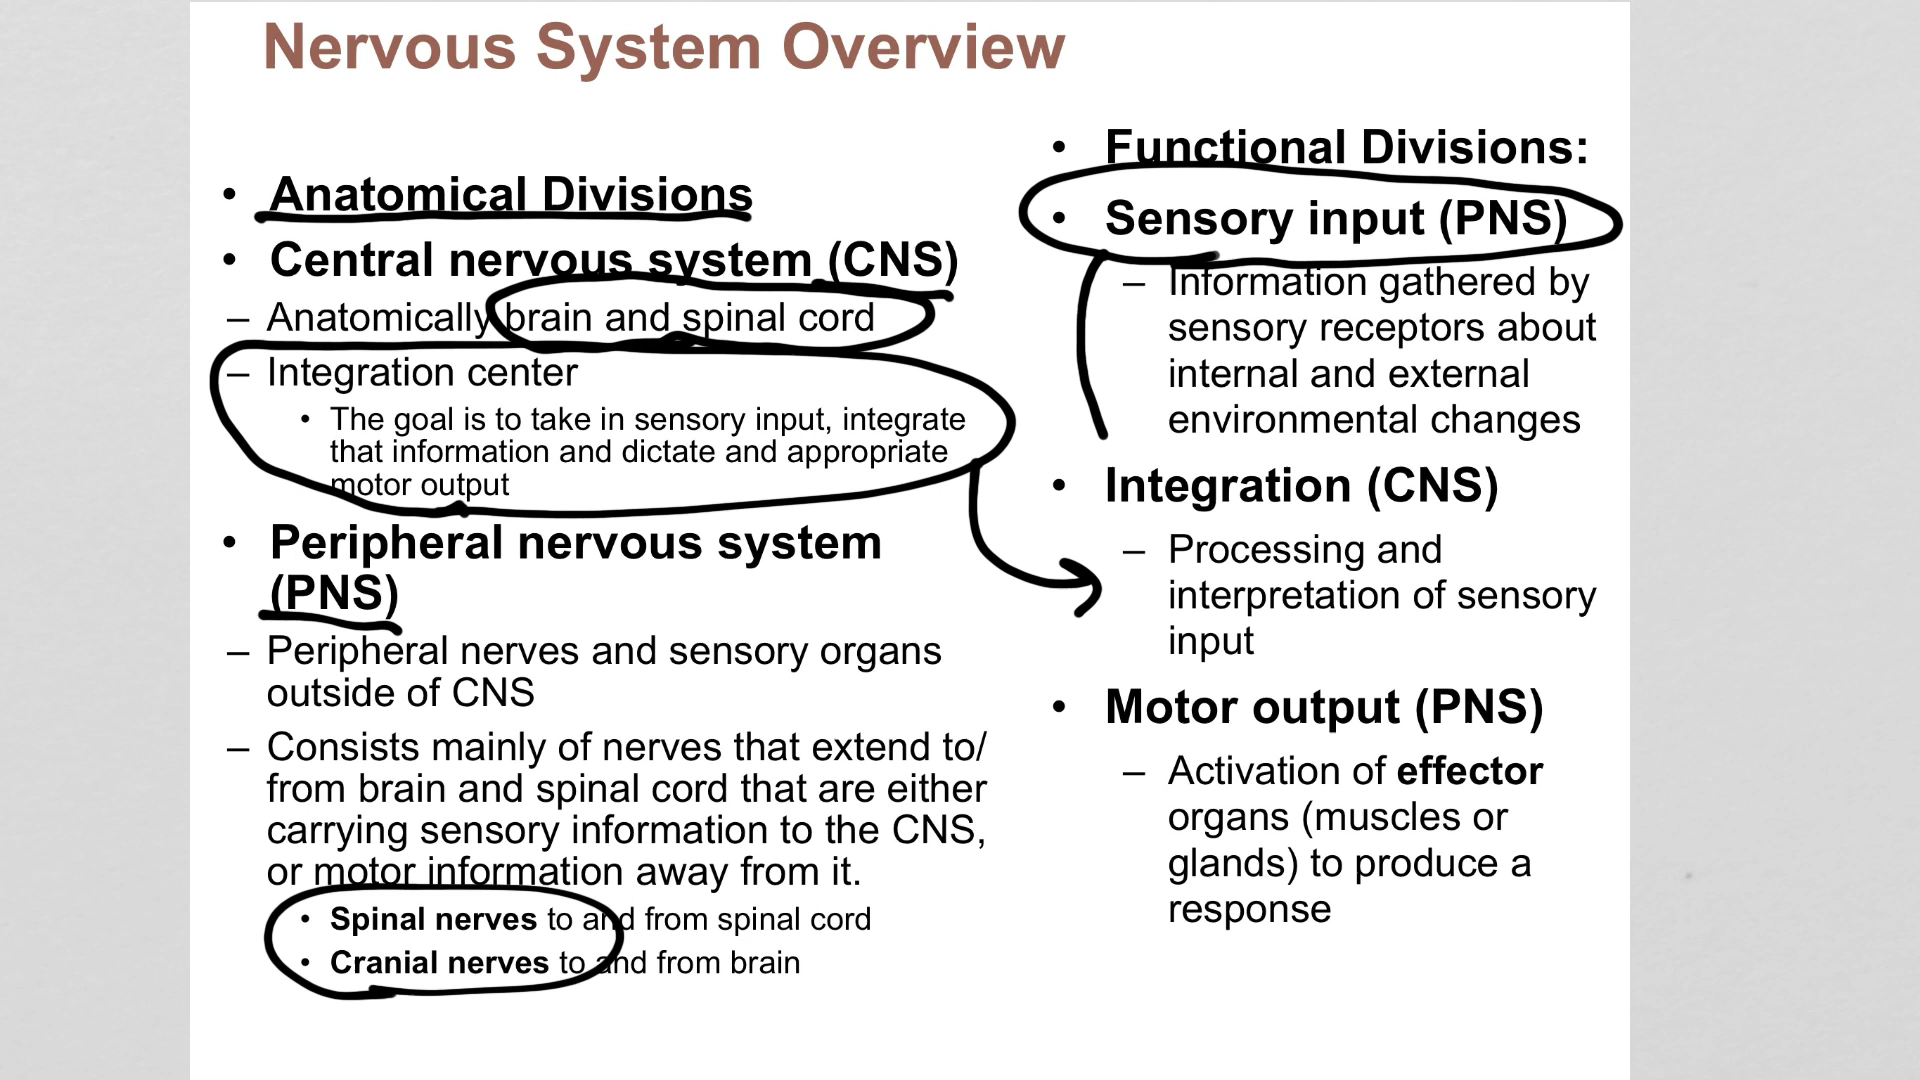 Nervous System Overview
• Anatomical Divisions
• Central nervous system (CNS)
– Anatomically brain and spinal cord
– Integration center
• The goal is to take in sensory input, integrate
that information and dictate and appropriate
motor output
• Peripheral nervous system
(PNS)
– Peripheral nerves and sensory organs
outside of CNS
– Consists mainly of nerves that extend to/
from brain and spinal cord that are either
carrying sensory information to the CNS,
or motor information away from it.
• Spinal nerves to and from spinal cord
• Cranial nerves to and from brain
• Functional Divisions:
• Sensory input (PNS)
– Information gathered by
sensory receptors about
internal and external
environmental changes
• Integration (CNS)
– Processing and
interpretation of sensory
input
• Motor output (PNS)
– Activation of effector
organs (muscles or
glands) to produce a
response